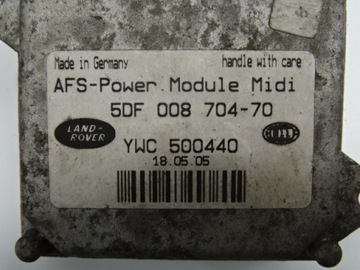 Made in Germany handle with care
AFS-Power Module Midi
5DF 008 704-70
LAND-ROVER
YWC 500440
18.05.05